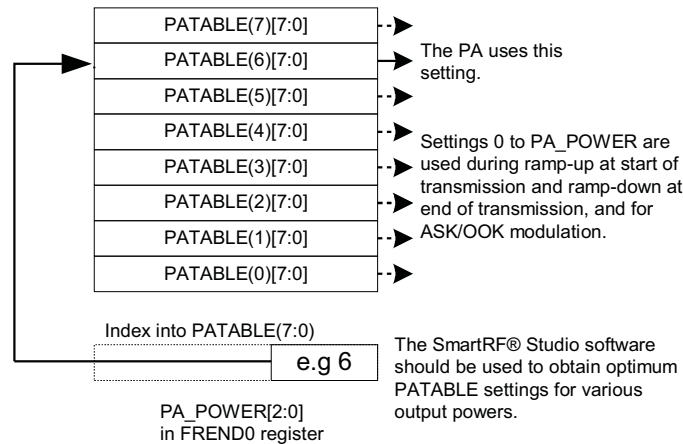 PATABLE(7)[7:0]
PATABLE(6)[7:0]
PATABLE(5)[7:0]
PATABLE(4)[7:0]
PATABLE(3)[7:0]
PATABLE(2)[7:0]
PATABLE(1)[7:0]
PATABLE(0)[7:0]
The PA uses this
setting.
Settings 0 to PA_POWER are
used during ramp-up at start of
transmission and ramp-down at
end of transmission, and for
ASK/OOK modulation.
Index into PATABLE(7:0)
e.g 6
PA_POWER[2:0]
in FREND0 register
The SmartRF® Studio software
should be used to obtain optimum
PATABLE settings for various
output powers.